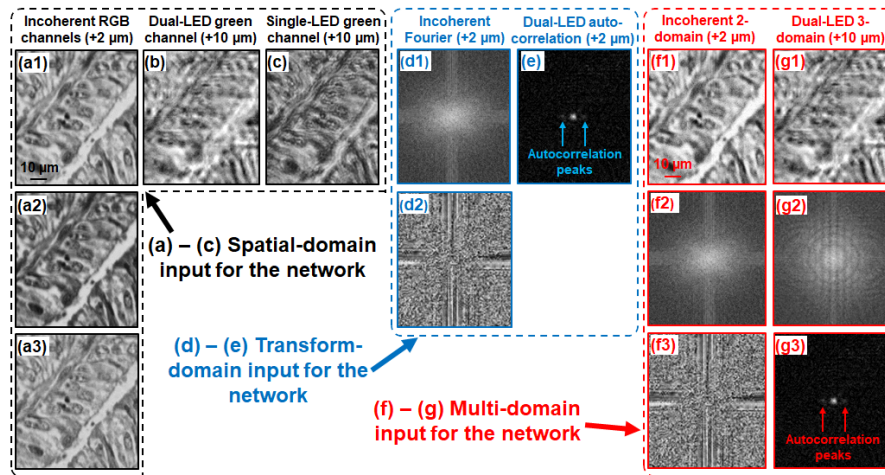 Incoherent RGB
channels (+2 μm)
Dual-LED green
channel (+10 μm)
Single-LED green
channel (+10 μm)
Incoherent
Fourier (+2 μm)
Dual-LED auto-
correlation (+2 μm)
Incoherent 2-
domain (+2 μm)
Dual-LED 3-
domain (+10 μm)
(a1)
(b)
(c)
(d1)
(e)
(f1)
(g1)
10 μm
Autocorrelation
peaks
10 μm
(a2)
(d2)
(f2)
(g2)
(a) – (c) Spatial-domain
input for the network
(a3)
(d) – (e) Transform-
domain input for the
network
(f3)
(g3)
(f) – (g) Multi-domain
input for the network
Autocorrelation
peaks